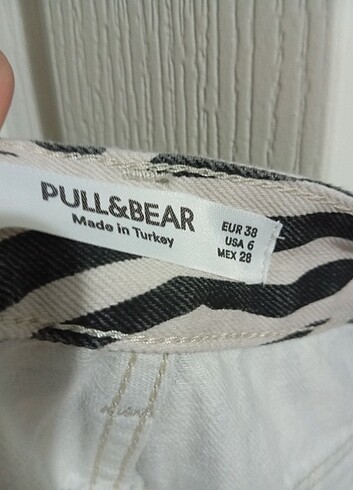 PULL&BEAR
Made in Turkey
EUR 38
USA 6
MEX 28